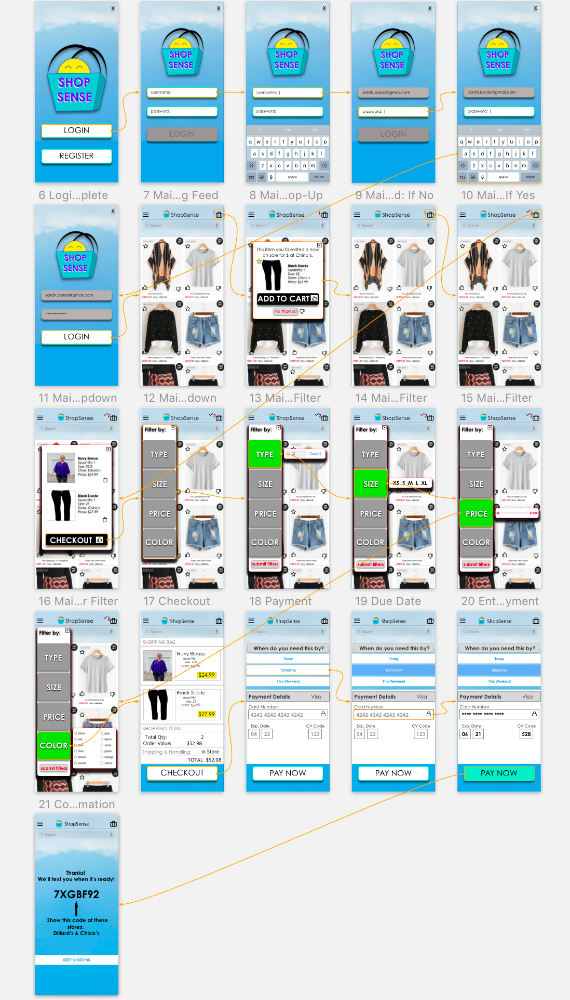 X
SHOP
SENSE
LOGIN
REGISTER
X
SHOP
SENSE
username:
password:
LOGIN
X
SHOP
SENSE
username: |
password:
I the I'm
q w e r t y u i o p
a s d f g h j k l
z x c v b n m
123 space return
X
SHOP
SENSE
sarah.banks@gmail.com
password: |
LOGIN
X
SHOP
SENSE
sarah.banks@gmail.com
password: |
I the I'm
q w e r t y u i o p
a s d f g h j k l
z x c v b n m
123 space return
6 Logi...plete
7 Mai...g Feed
8 Mai...op-Up
9 Mai...d: If No
10 Mai...If Yes
X
SHOP
SENSE
sarah.banks@gmail.com
************
LOGIN
ShopSense
1
Search
ShopSense
1
Search
This item you favorited is now
on sale for $ at Chino's.
Black Slacks
Quantity: 1
Size: 25
Store: Chino's
Price: $27.99
ADD TO CART
no thanks!
ShopSense
1
Search
ShopSense
2
Search
11 Mai...pdown
12 Mai...down
13 Mai...Filter
14 Mai...Filter
15 Mai...Filter
ShopSense
2
Search
Navy Blouse
Quantity: 1
Size: XS/S
Store: Dillard's
Price: $24.99
Black Slacks
Quantity: 1
Size: 25
Store: Chino's
Price: $27.99
CHECKOUT
ShopSense
2
Filter by:
TYPE
SIZE
PRICE
COLOR
ShopSense
2
Filter by:
TYPE
S|
Cancel
SIZE
PRICE
COLOR
submit filters
ShopSense
2
Filter by:
TYPE
SIZE
XS S M L XL
PRICE
COLOR
submit filters
ShopSense
2
Filter by:
TYPE
SIZE
PRICE
$0 $1000
COLOR
submit filters
16 Mai...r Filter
17 Checkout
18 Payment
19 Due Date
20 Ent...yment
ShopSense
2
Filter by:
TYPE
SIZE
PRICE
COLOR
black grey
red denim
pink white
blue green
brown orange
purple yellow
submit filters
ShopSense
Search
SHOPPING BAG
Navy Blouse
quantity: 1
size: xs/s
price: $49.99
$24.99
Black Slacks
quantity: 1
size: 25
$27.99
SHOPPING TOTAL
Total Qty: 2
Order Value: $52.98
Shipping & Handling: In Store
TOTAL: $52.98
CHECKOUT
ShopSense
Search
When do you need this by?
Today
Tomorrow
This Weekend
Payment Details Visa
Card Number
4242 4242 4242 4242
Exp. Date CV Code
04 22 123
PAY NOW
ShopSense
Search
When do you need this by?
Today
Tomorrow
This Weekend
Payment Details Visa
Card Number
4242 4242 4242 4242
Exp. Date CV Code
04 22 123
PAY NOW
ShopSense
Search
When do you need this by?
Today
Tomorrow
This Weekend
Payment Details Visa
Card Number
**** **** **** ****
Exp. Date CV Code
06 21 528
PAY NOW
21 Co...mation
ShopSense
Search
Thanks!
We'll text you when it's ready!
7XGBF92
Show this code at these
stores:
Dillard's & Chico's
KEEP SHOPPING